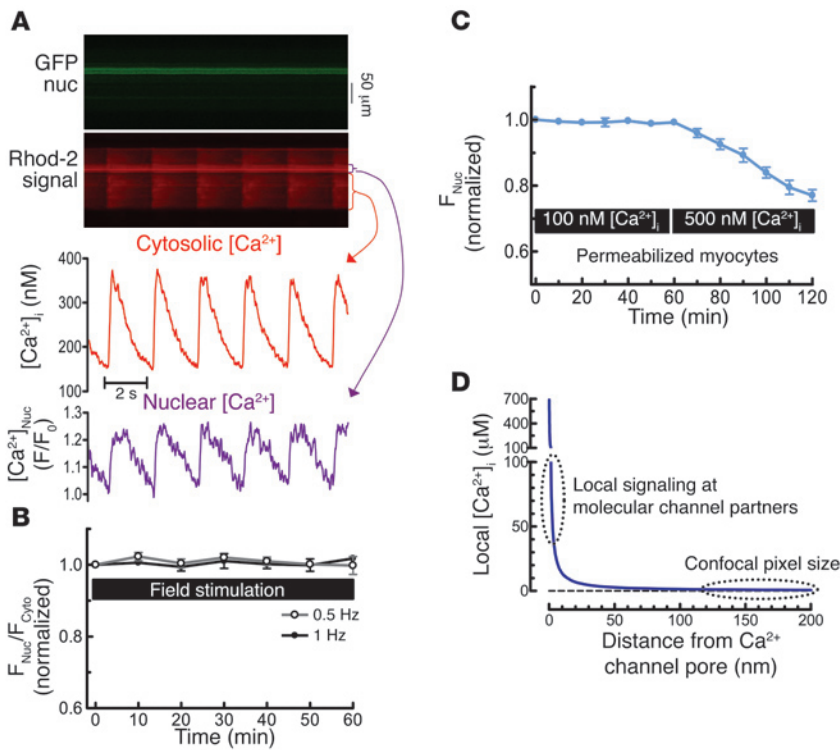 A
GFP
nuc
50 µm
Rhod-2
signal
Cytosolic [Ca²⁺]
[Ca²⁺]ᵢ (nM)
400
300
200
100
2 s
Nuclear [Ca²⁺]
[Ca²⁺]Nuc
(F/F₀)
1.3
1.2
1.1
1.0
B
FNuc/FCyto
(normalized)
1.0
0.8
0.6
Field stimulation
0.5 Hz
1 Hz
0 10 20 30 40 50 60
Time (min)
C
FNuc
(normalized)
1.0
0.8
0.6
100 nM [Ca²⁺]ᵢ 500 nM [Ca²⁺]ᵢ
Permeabilized myocytes
0 20 40 60 80 100 120
Time (min)
D
Local [Ca²⁺]ᵢ (µM)
700
400
100
100
50
0
Local signaling at
molecular channel partners
Confocal pixel size
0 50 100 150 200
Distance from Ca²⁺
channel pore (nm)